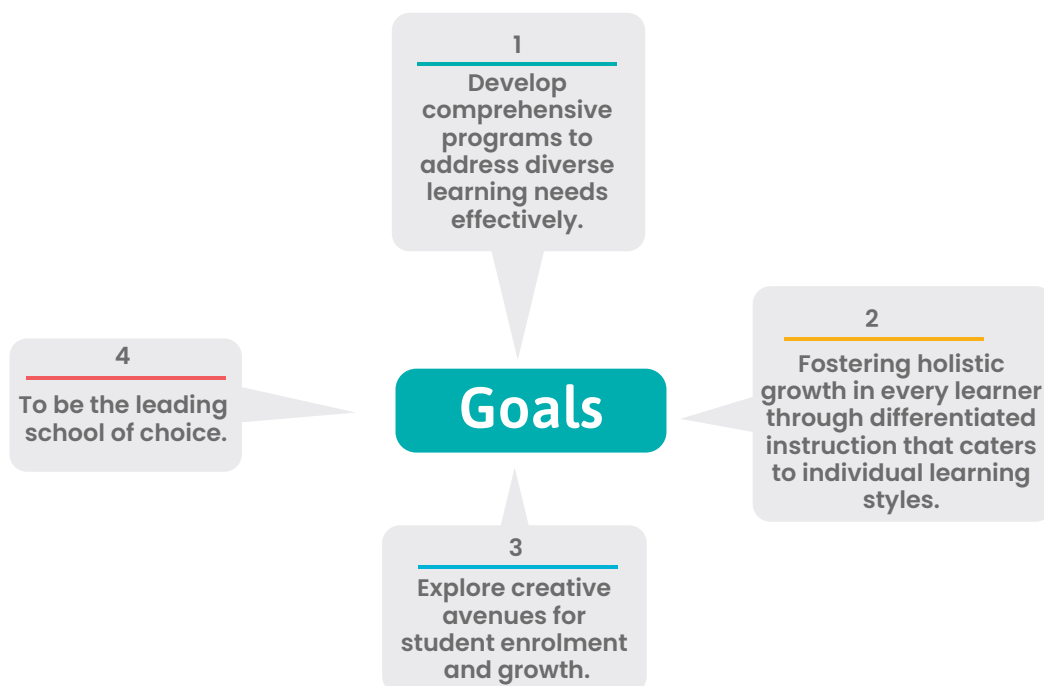 1
Develop
comprehensive
programs to
address diverse
learning needs
effectively.
2
Fostering holistic
growth in every learner
through differentiated
instruction that caters
to individual learning
styles.
4
To be the leading
school of choice.
Goals
3
Explore creative
avenues for
student enrolment
and growth.